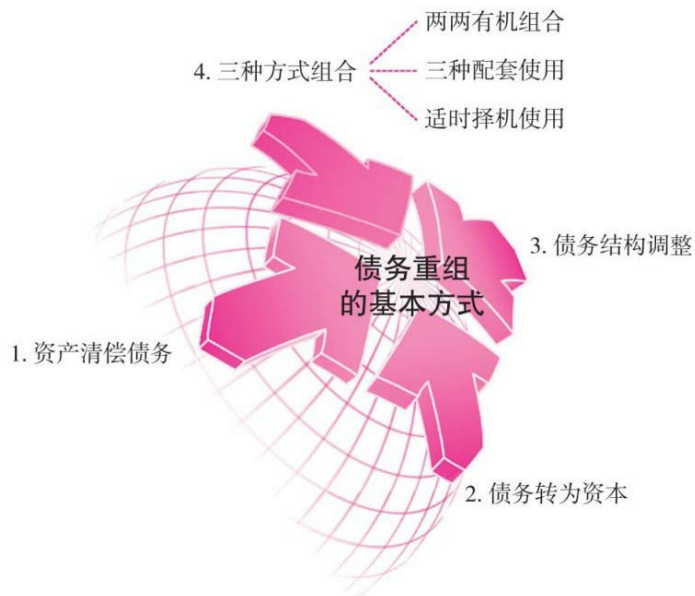 两两有机组合
4. 三种方式组合
三种配套使用
适时择机使用
3. 债务结构调整
债务重组
的基本方式
1. 资产清偿债务
2. 债务转为资本